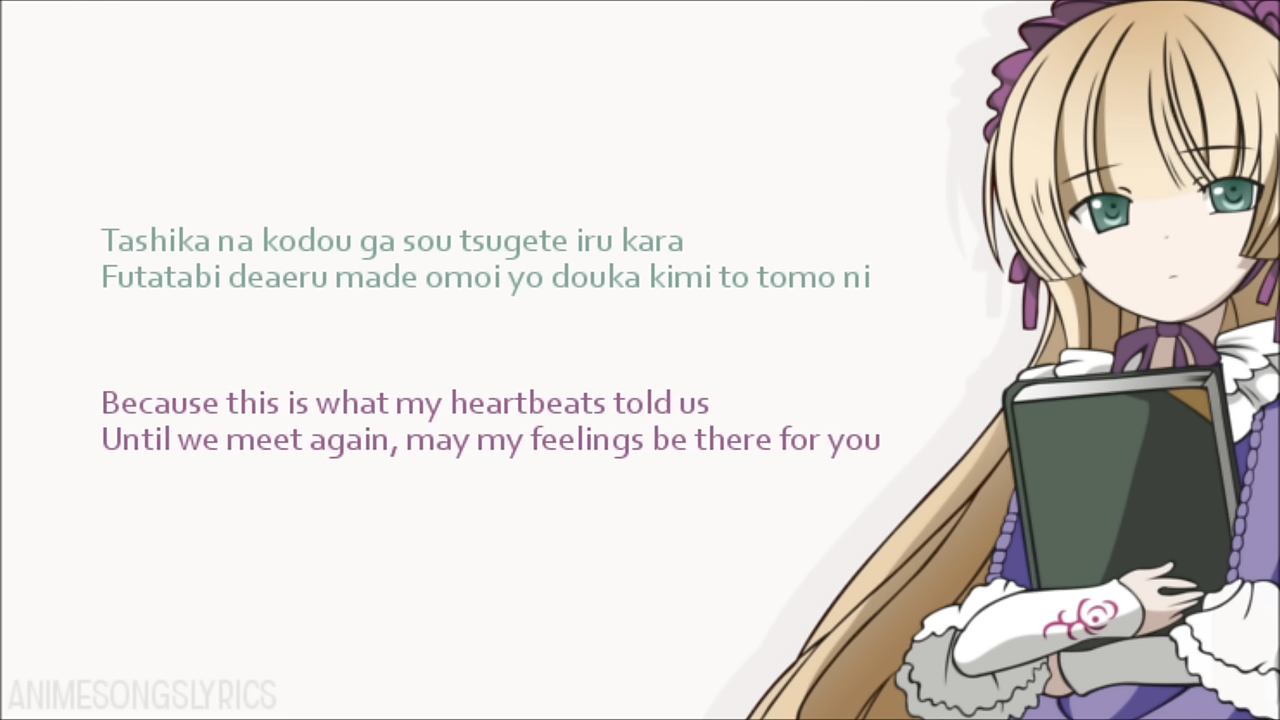 Tashika na kodou ga sou tsugete iru kara
Futatabi deaeru made omoi yo douka kimi to tomo ni
Because this is what my heartbeats told us
Until we meet again, may my feelings be there for you
ANIMESONGSLYRICS